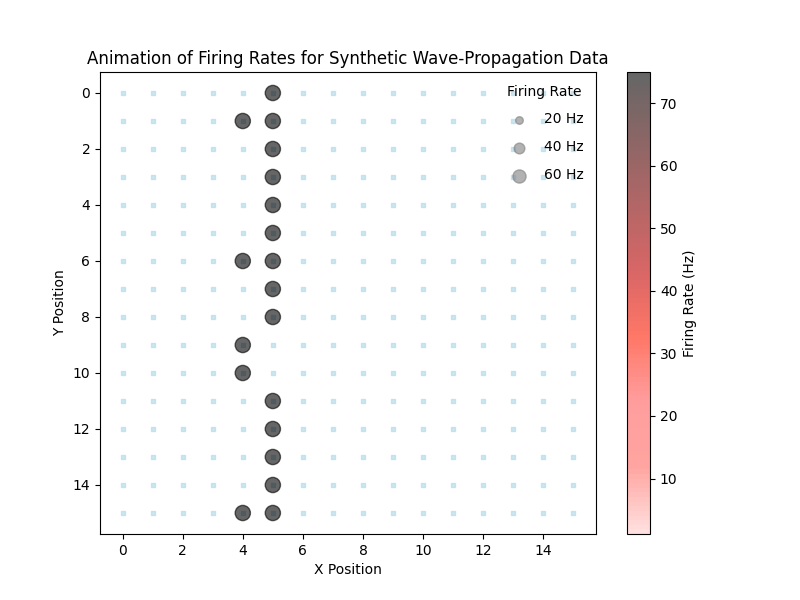 Animation of Firing Rates for Synthetic Wave-Propagation Data
Firing Rate
20 Hz
40 Hz
60 Hz
0
2
4
6
8
10
12
14
Y Position
0
2
4
6
8
10
12
14
X Position
70
60
50
40
30
20
10
Firing Rate (Hz)